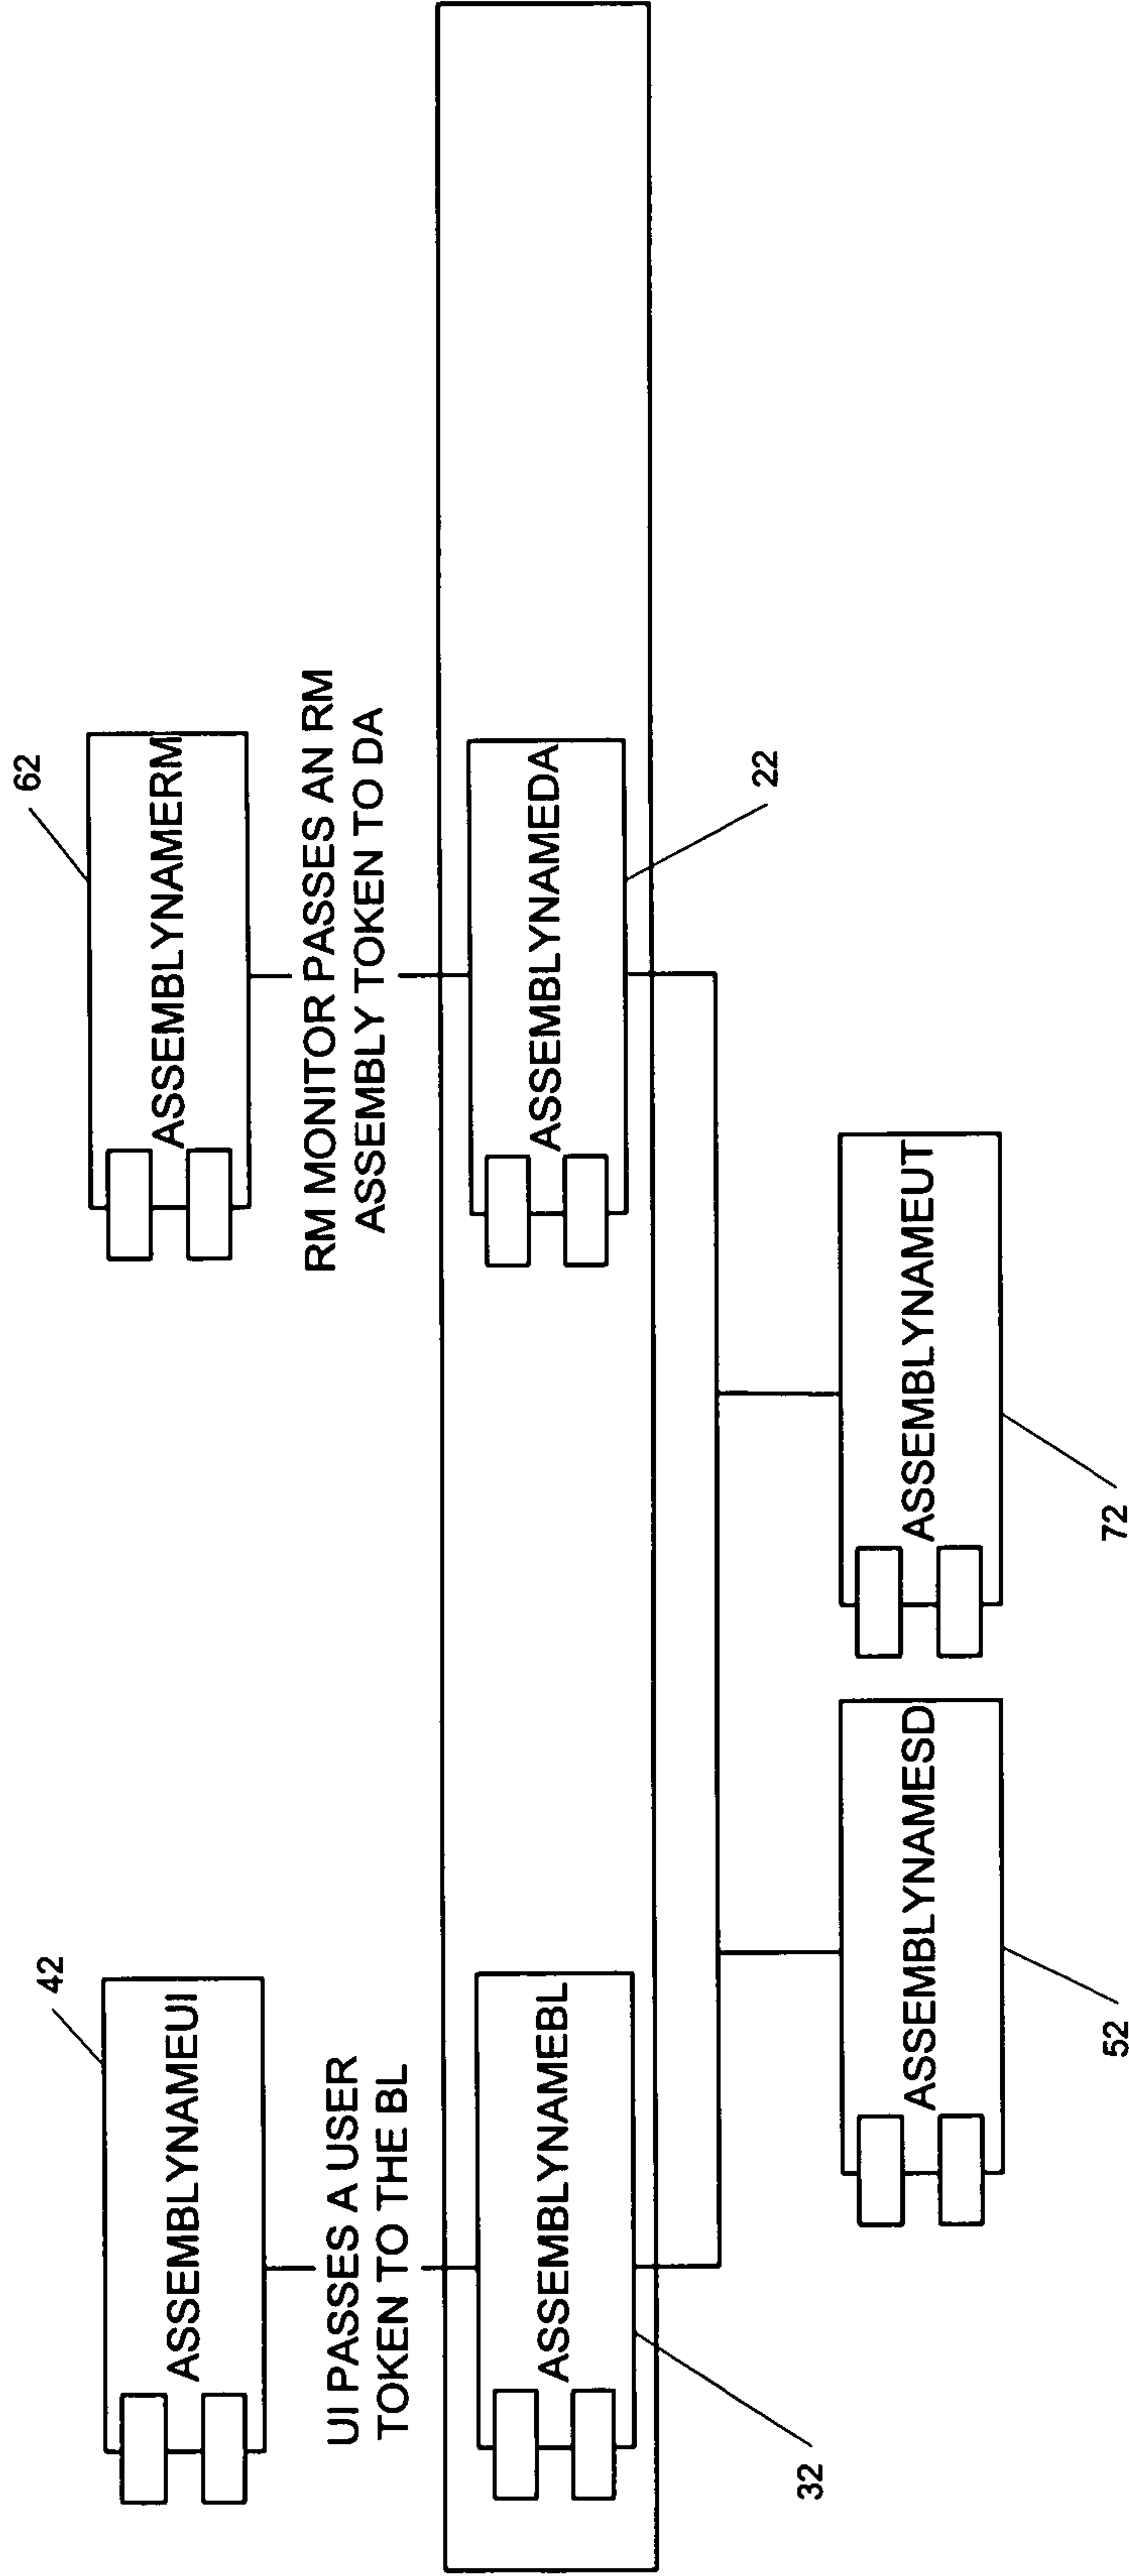 42
ASSEMBLYNAMEUI
62
ASSEMBLYNAMERM
UI PASSES A USER
TOKEN TO THE BL
RM MONITOR PASSES AN RM
ASSEMBLY TOKEN TO DA
ASSEMBLYNAMEBL
32
ASSEMBLYNAMEDA
22
ASSEMBLYNAMESD
52
ASSEMBLYNAMEUT
72